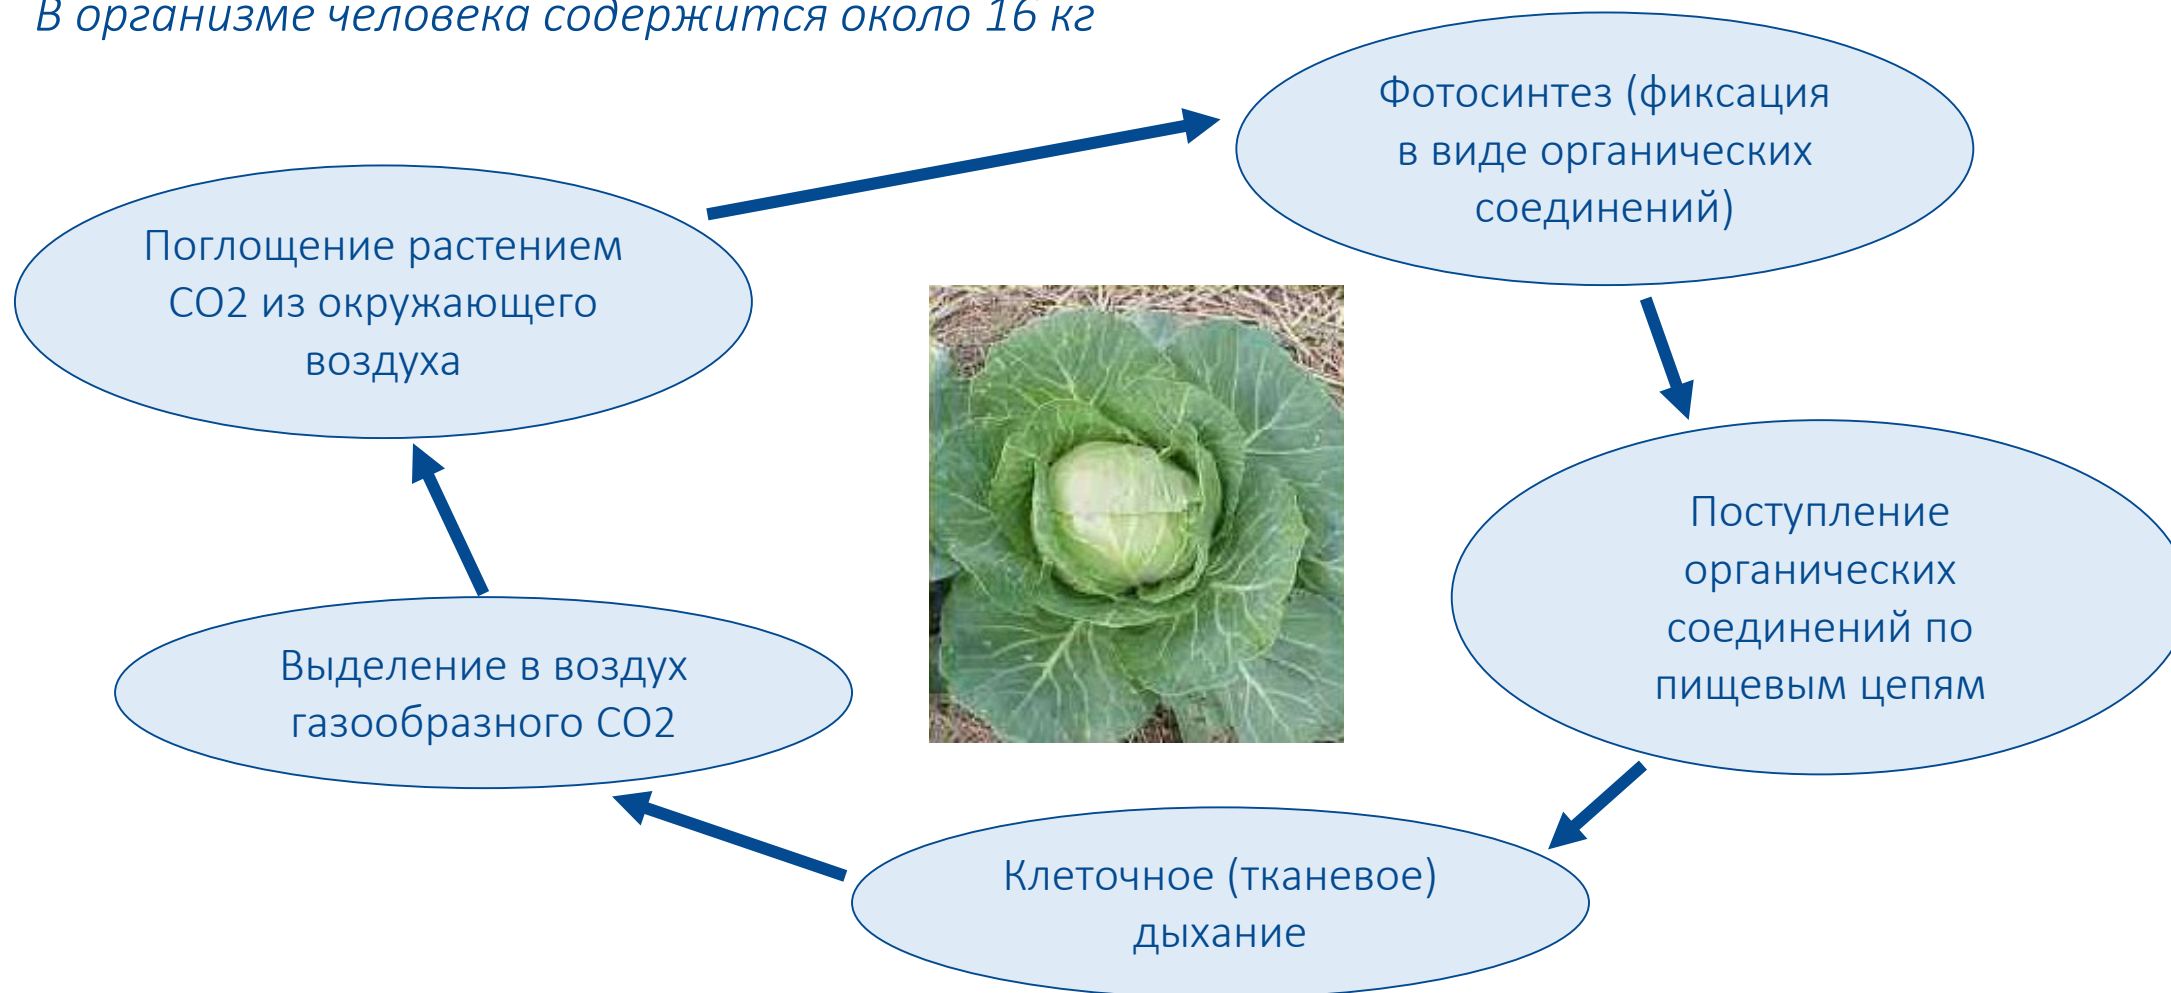 В организме человека содержится около 16 кг
Фотосинтез (фиксация
в виде органических
соединений)
Поглощение растением
СО2 из окружающего
воздуха
Поступление
органических
соединений по
пищевым цепям
Выделение в воздух
газообразного СО2
Клеточное (тканевое)
дыхание